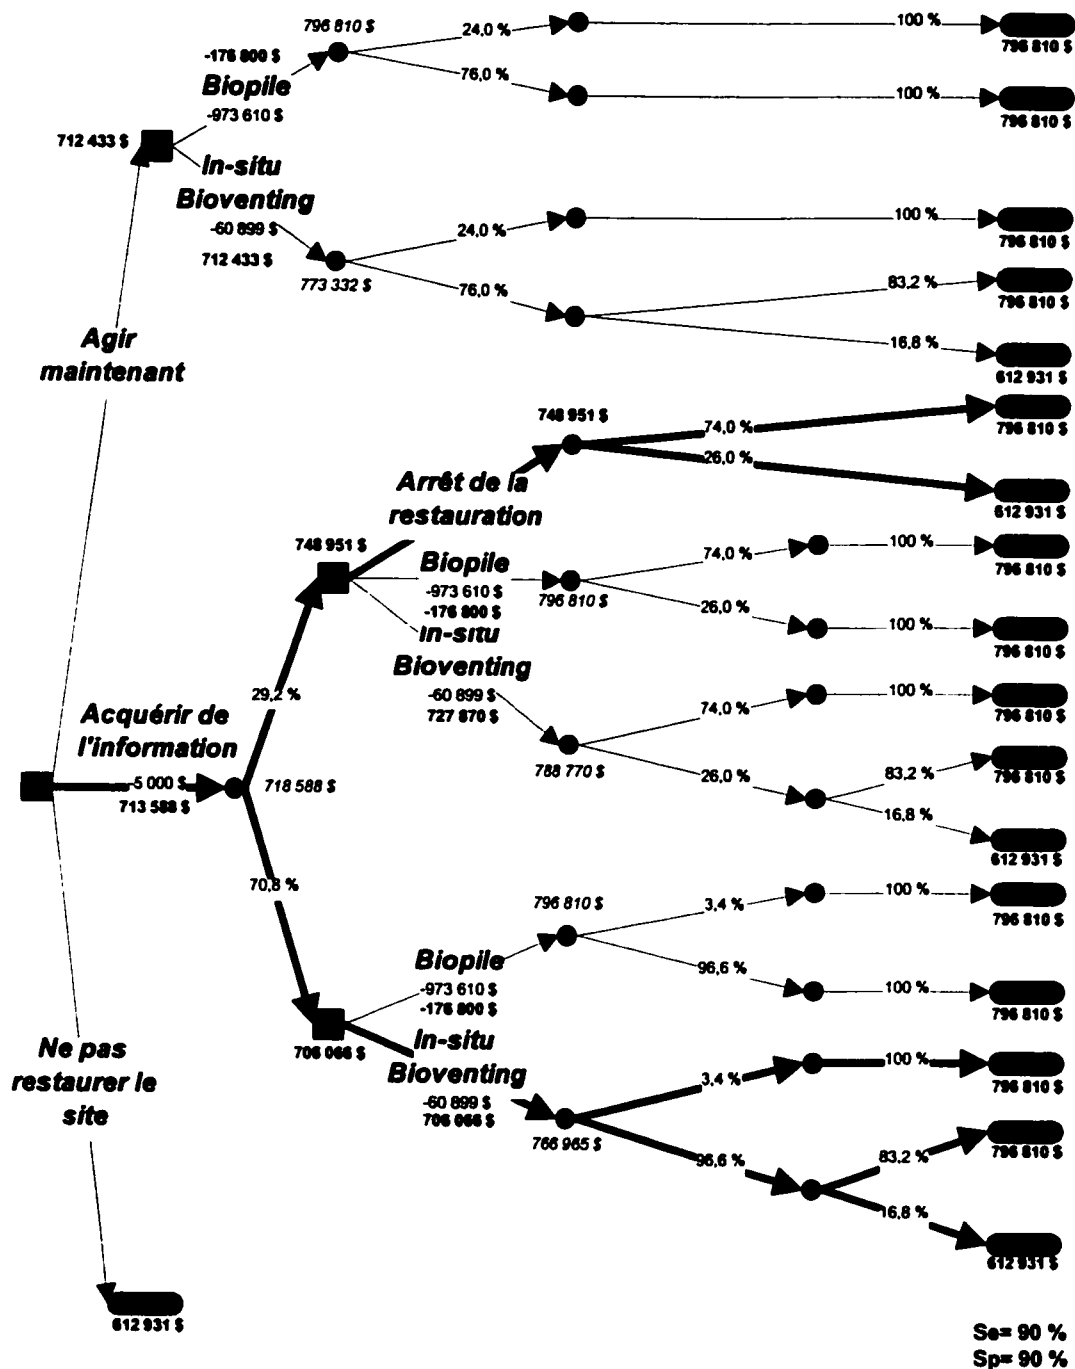 796 810 $
-176 800 $
Biopile
-973 610 $
24,0 %
76,0 %
100 %
796 810 $
100 %
796 810 $
712 433 $
In-situ
Bioventing
-60 899 $
712 433 $
773 332 $
24,0 %
76,0 %
100 %
796 810 $
83,2 %
796 810 $
16,8 %
612 931 $
Agir
maintenant
748 951 $
74,0 %
796 810 $
26,0 %
612 931 $
Arrêt de la
restauration
748 951 $
Biopile
-973 610 $
-176 800 $
796 810 $
74,0 %
100 %
796 810 $
26,0 %
100 %
796 810 $
In-situ
Bioventing
-60 899 $
727 870 $
788 770 $
74,0 %
100 %
796 810 $
26,0 %
83,2 %
796 810 $
16,8 %
612 931 $
29,2 %
Acquérir de
l'information
-5 000 $
713 588 $
718 588 $
70,8 %
796 810 $
3,4 %
100 %
796 810 $
96,6 %
100 %
796 810 $
Biopile
-973 610 $
-176 800 $
706 066 $
In-situ
Bioventing
-60 899 $
706 066 $
766 965 $
3,4 %
100 %
796 810 $
96,6 %
83,2 %
796 810 $
16,8 %
612 931 $
Ne pas
restaurer le
site
612 931 $
Se= 90 %
Sp= 90 %